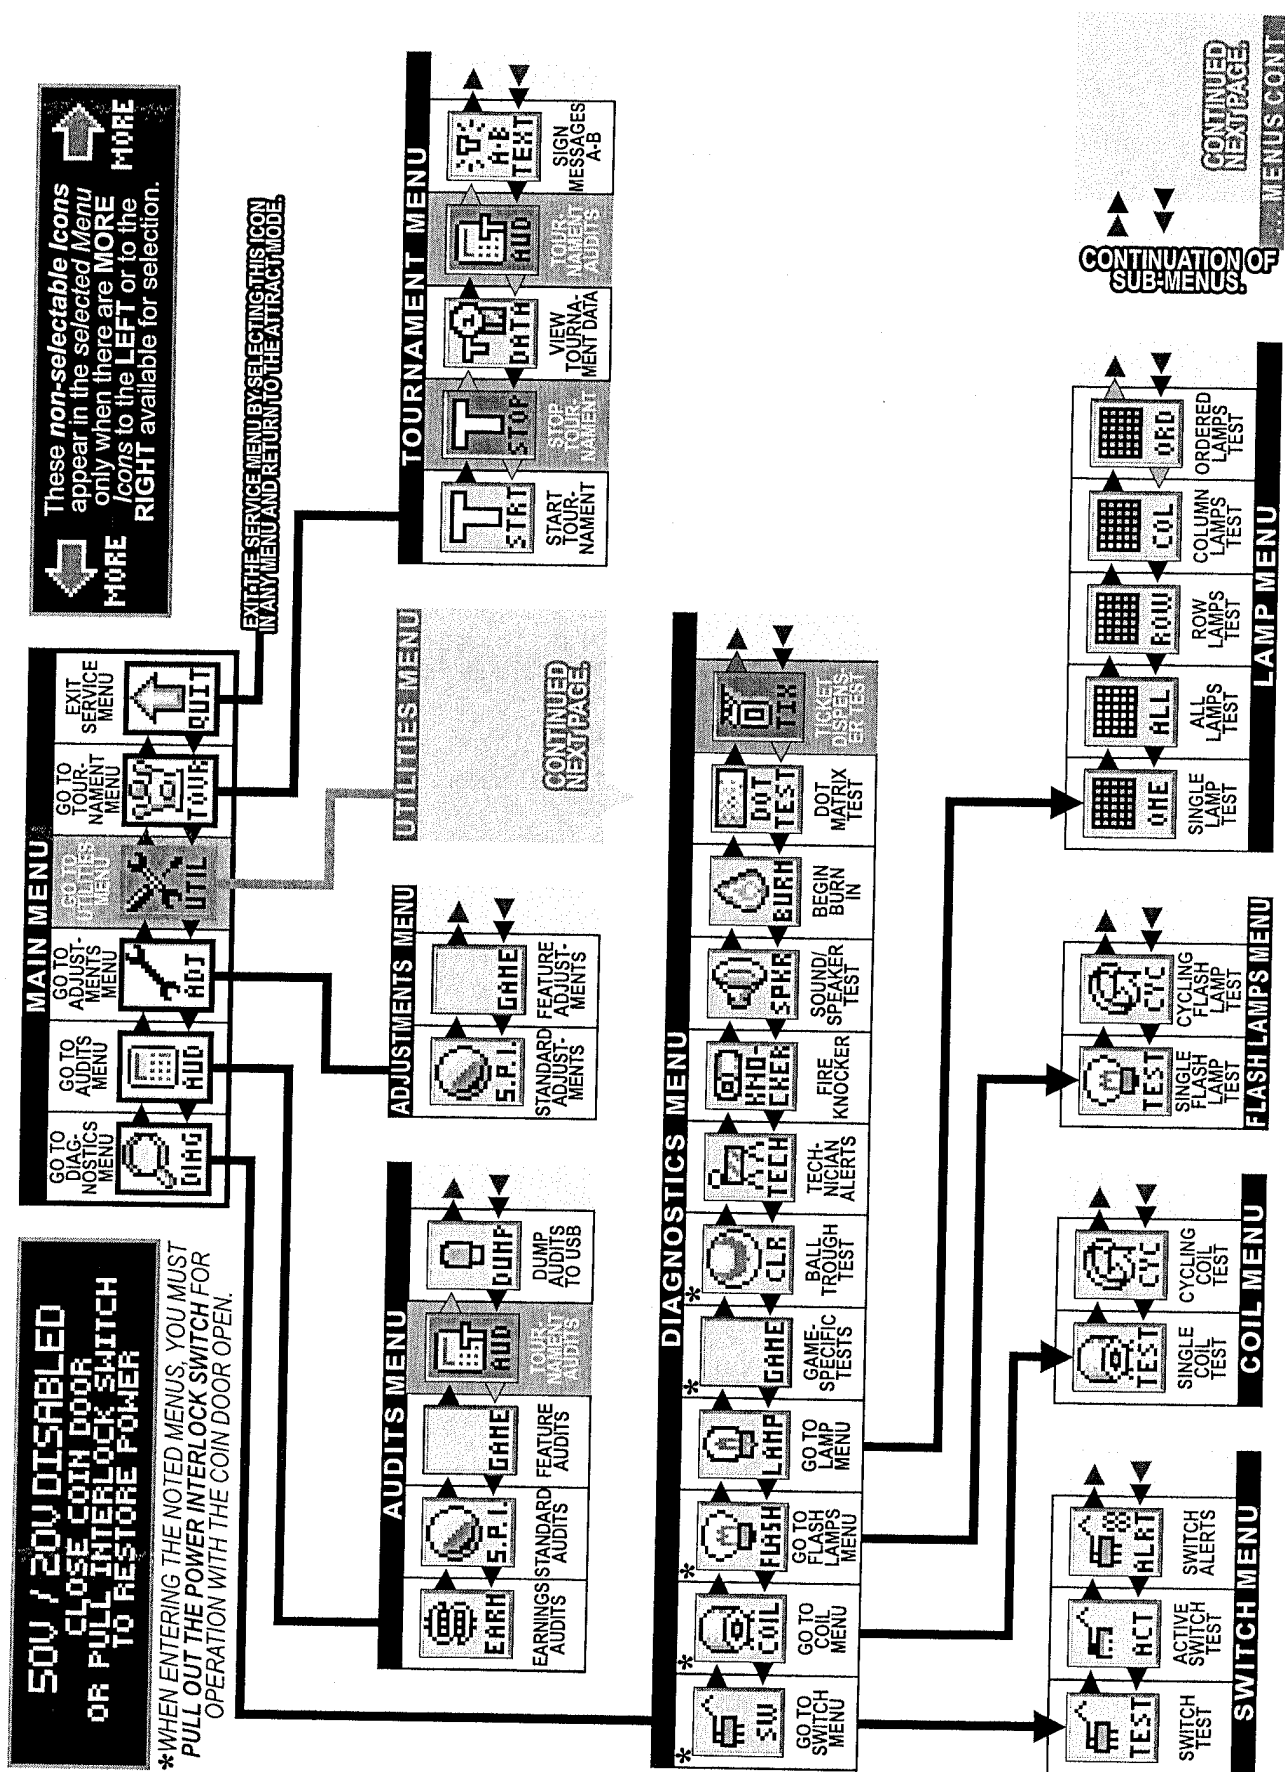 50V / 20V DISABLED
CLOSE COIN DOOR
OR PULL INTERLOCK SWITCH
TO RESTORE POWER
*WHEN ENTERING THE NOTED MENUS, YOU MUST
PULL OUT THE POWER INTERLOCK SWITCH FOR
OPERATION WITH THE COIN DOOR OPEN.
MAIN MENU
GO TO
DIAG-
NOSTICS
MENU
DIAG
GO TO
AUDITS
MENU
AUD
GO TO
ADJUST-
MENTS
MENU
ADJ
GO TO
UTILITIES
MENU
UTIL
GO TO
TOUR-
NAMENT
MENU
TOUR
EXIT
SERVICE
MENU
QUIT
These non-selectable Icons
appear in the selected Menu
only when there are MORE
Icons to the LEFT or to the
RIGHT available for selection.
MORE
MORE
EXIT THE SERVICE MENU BY SELECTING THIS ICON
IN ANY MENU AND RETURN TO THE ATTRACT MODE.
AUDITS MENU
EARN
EARNINGS
AUDITS
S.P.I.
STANDARD
AUDITS
GAME
FEATURE
AUDITS
AUD
TOUR-
NAMENT
AUDITS
DUMP
DUMP
AUDITS
TO USB
ADJUSTMENTS MENU
S.P.I.
STANDARD
ADJUST-
MENTS
GAME
FEATURE
ADJUST-
MENTS
UTILITIES MENU
CONTINUED
NEXT PAGE.
TOURNAMENT MENU
STRT
START
TOUR-
NAMENT
STOP
STOP
TOUR-
NAMENT
DATA
VIEW
TOURNA-
MENT DATA
AUD
TOUR-
NAMENT
AUDITS
A-B
TEXT
SIGN
MESSAGES
A-B
DIAGNOSTICS MENU
*
SW
GO TO
SWITCH
MENU
*
COIL
GO TO
COIL
MENU
*
FLASH
GO TO
FLASH
LAMPS
MENU
LAMP
GO TO
LAMP
MENU
*
GAME
GAME-
SPECIFIC
TESTS
*
CLR
BALL
TROUGH
TEST
TECH
TECH-
NICIAN
ALERTS
KNO-
CKER
FIRE
KNOCKER
SPKR
SOUND/
SPEAKER
TEST
BURN
BEGIN
BURN
IN
DOT
TEST
DOT
MATRIX
TEST
TIX
TICKET
DISPENS-
ER TEST
TEST
SWITCH
TEST
ACT
ACTIVE
SWITCH
TEST
ALRT
SWITCH
ALERTS
SWITCH MENU
TEST
SINGLE
COIL
TEST
CYC
CYCLING
COIL
TEST
COIL MENU
TEST
SINGLE
FLASH
LAMP
TEST
CYC
CYCLING
FLASH
LAMP
TEST
FLASH LAMPS MENU
ONE
SINGLE
LAMP
TEST
ALL
ALL
LAMPS
TEST
ROW
ROW
LAMPS
TEST
COL
COLUMN
LAMPS
TEST
ORD
ORDERED
LAMPS
TEST
LAMP MENU
CONTINUATION OF
SUB-MENUS.
CONTINUED
NEXT PAGE.
... MENUS CONT.